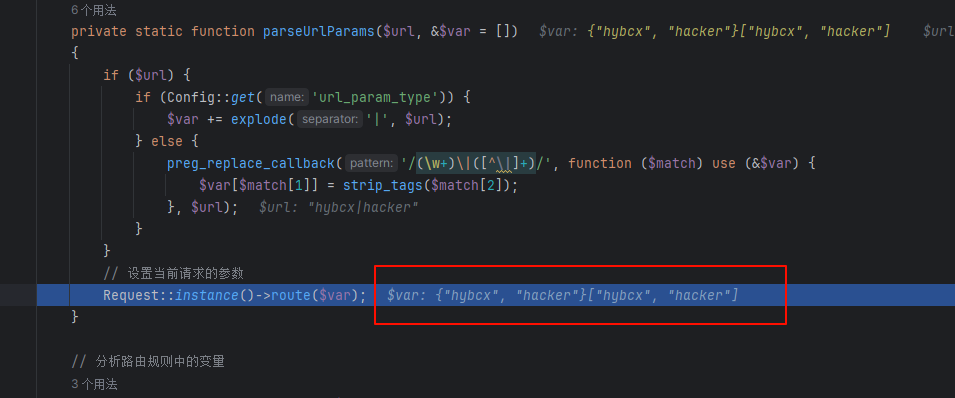 6 个用法
private static function parseUrlParams($url, &$var = []) $var: {"hybcx", "hacker"}["hybcx", "hacker"] $url
{
if ($url) {
if (Config::get( name: 'url_param_type')) {
$var += explode( separator: '|', $url);
} else {
preg_replace_callback( pattern: '/(\w+)\|([^\|]+)/', function ($match) use (&$var) {
$var[$match[1]] = strip_tags($match[2]);
}, $url); $url: "hybcx|hacker"
}
}
// 设置当前请求的参数
Request::instance()->route($var); $var: {"hybcx", "hacker"}["hybcx", "hacker"]
}
// 分析路由规则中的变量
3 个用法